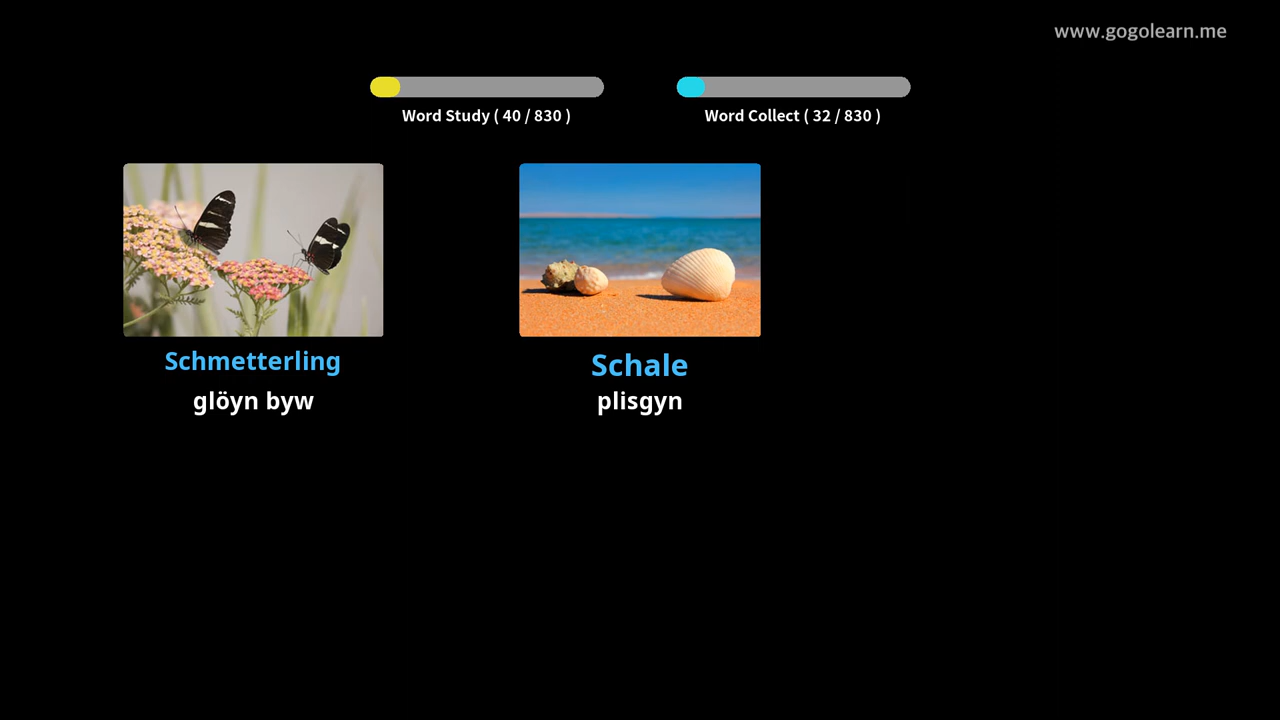 www.gogolearn.me
Word Study ( 40 / 830 )
Word Collect ( 32 / 830 )
Schmetterling
glöyn byw
Schale
plisgyn